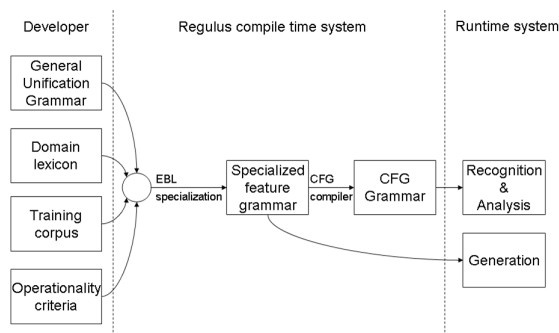 Developer
Regulus compile time system
Runtime system
General
Unification
Grammar
Domain
lexicon
Training
corpus
Operationality
criteria
EBL
specialization
Specialized
feature
grammar
CFG
compiler
CFG
Grammar
Recognition
&
Analysis
Generation